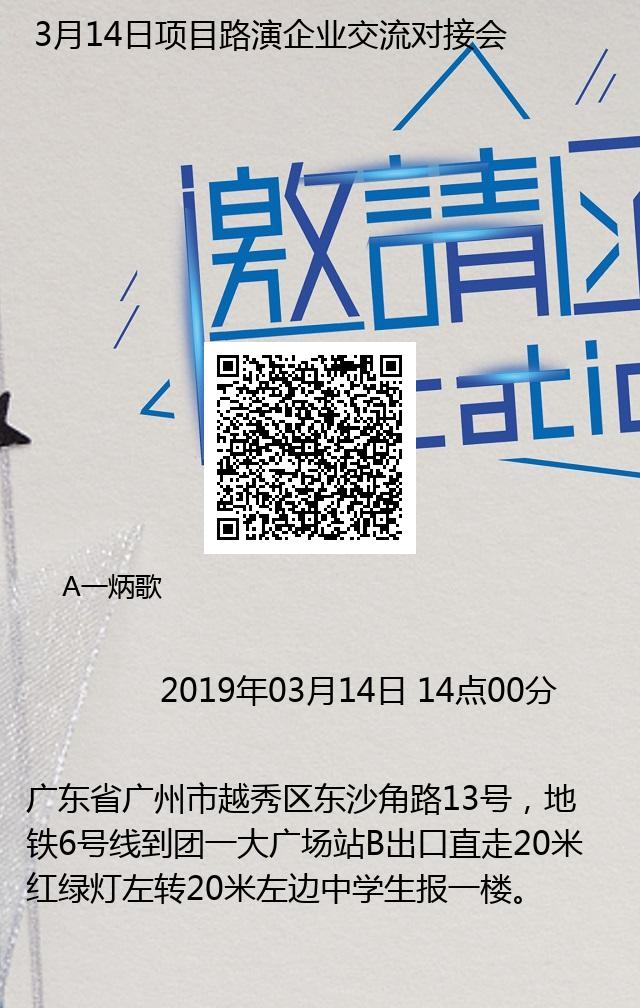 3月14日项目路演企业交流对接会
邀請函
cation
A一炳歌
2019年03月14日 14点00分
广东省广州市越秀区东沙角路13号，地
铁6号线到团一大广场站B出口直走20米
红绿灯左转20米左边中学生报一楼。